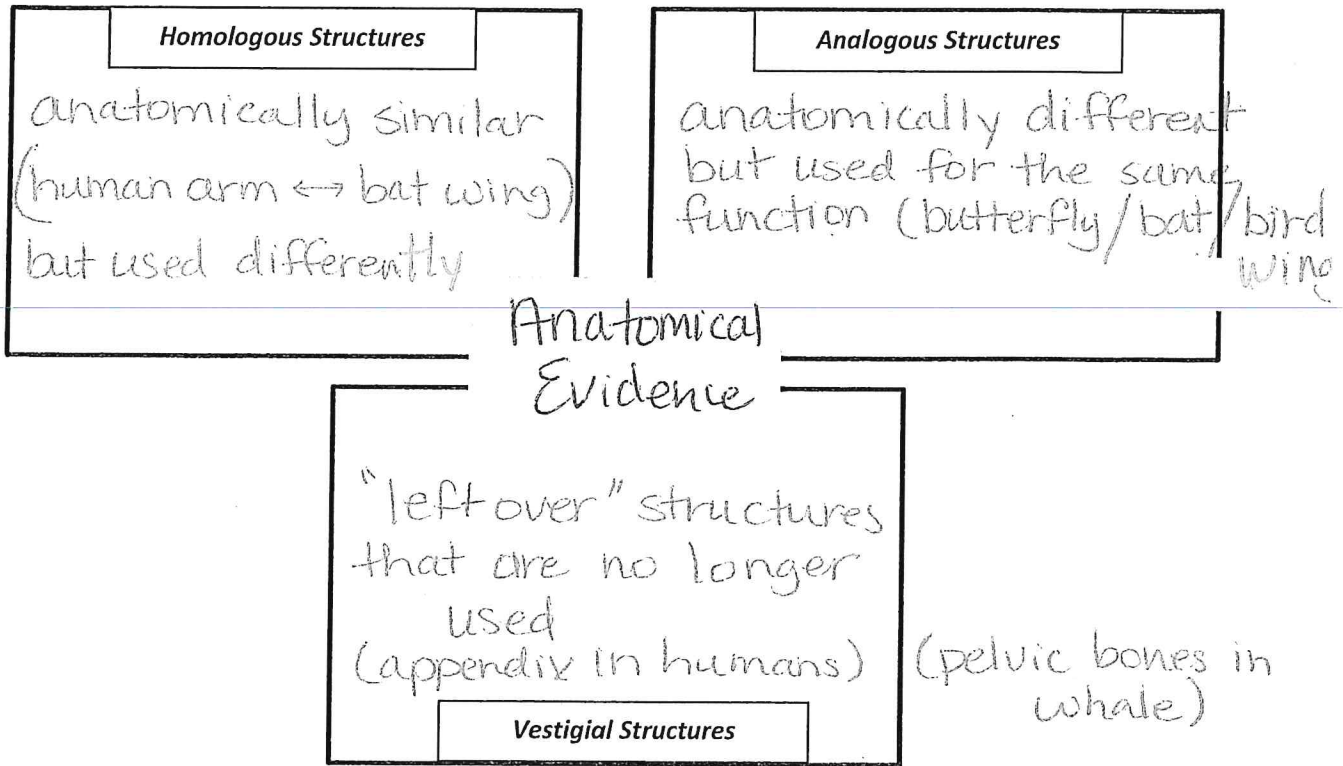 Homologous Structures
anatomically similar
(human arm ↔ bat wing)
but used differently
Analogous Structures
anatomically different
but used for the same
function (butterfly/bat/bird
wing
Anatomical
Evidence
"left over" structures
that are no longer
used
(appendix in humans)
(pelvic bones in
whale)
Vestigial Structures